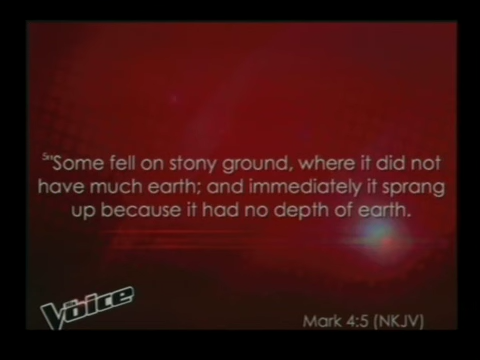 5"Some fell on stony ground, where it did not
have much earth; and immediately it sprang
up because it had no depth of earth.
The Voice
Mark 4:5 (NKJV)